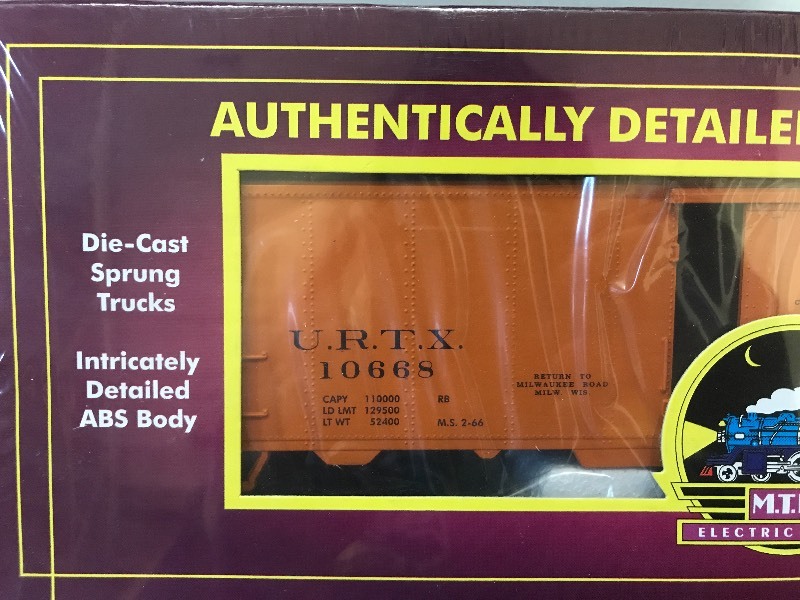 AUTHENTICALLY DETAILE
Die-Cast
Sprung
Trucks
Intricately
Detailed
ABS Body
U.R.T.X.
10668
CAPY 110000 RB
LD LMT 129500
LT WT 52400 M.S. 2-66
RETURN TO
MILWAUKEE ROAD
MILW. WIS.
M.T.
ELECTRIC